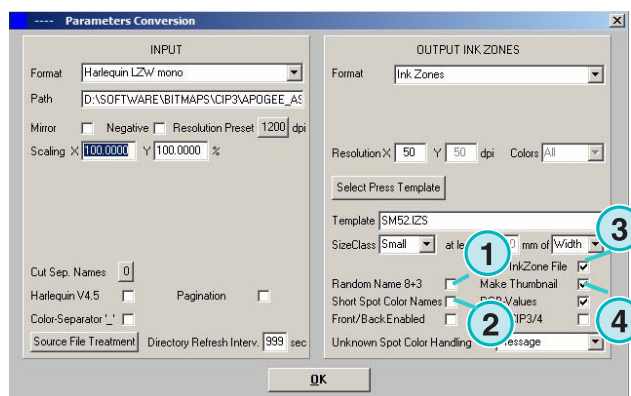 ---- Parameters Conversion
INPUT
Format Harlequin LZW mono
Path D:\SOFTWARE\BITMAPS\CIP3\APOGEE_AS
Mirror Negative Resolution Preset 1200 dpi
Scaling X 100.0000 Y 100.0000 %
Cut Sep. Names 0
Harlequin V4.5 Pagination
Color-Separator '_'
Source File Treatment Directory Refresh Interv. 999 sec
OUTPUT INK ZONES
Format Ink Zones
Resolution X 50 Y 50 dpi Colors All
Select Press Template
Template SM52.IZS
SizeClass Small mm of Width
3
1
InkZone File
Random Name 8+3 Make Thumbnail
Short Spot Color Names Values
Front/Back Enabled CIP3/4
2
4
Unknown Spot Color Handling
OK